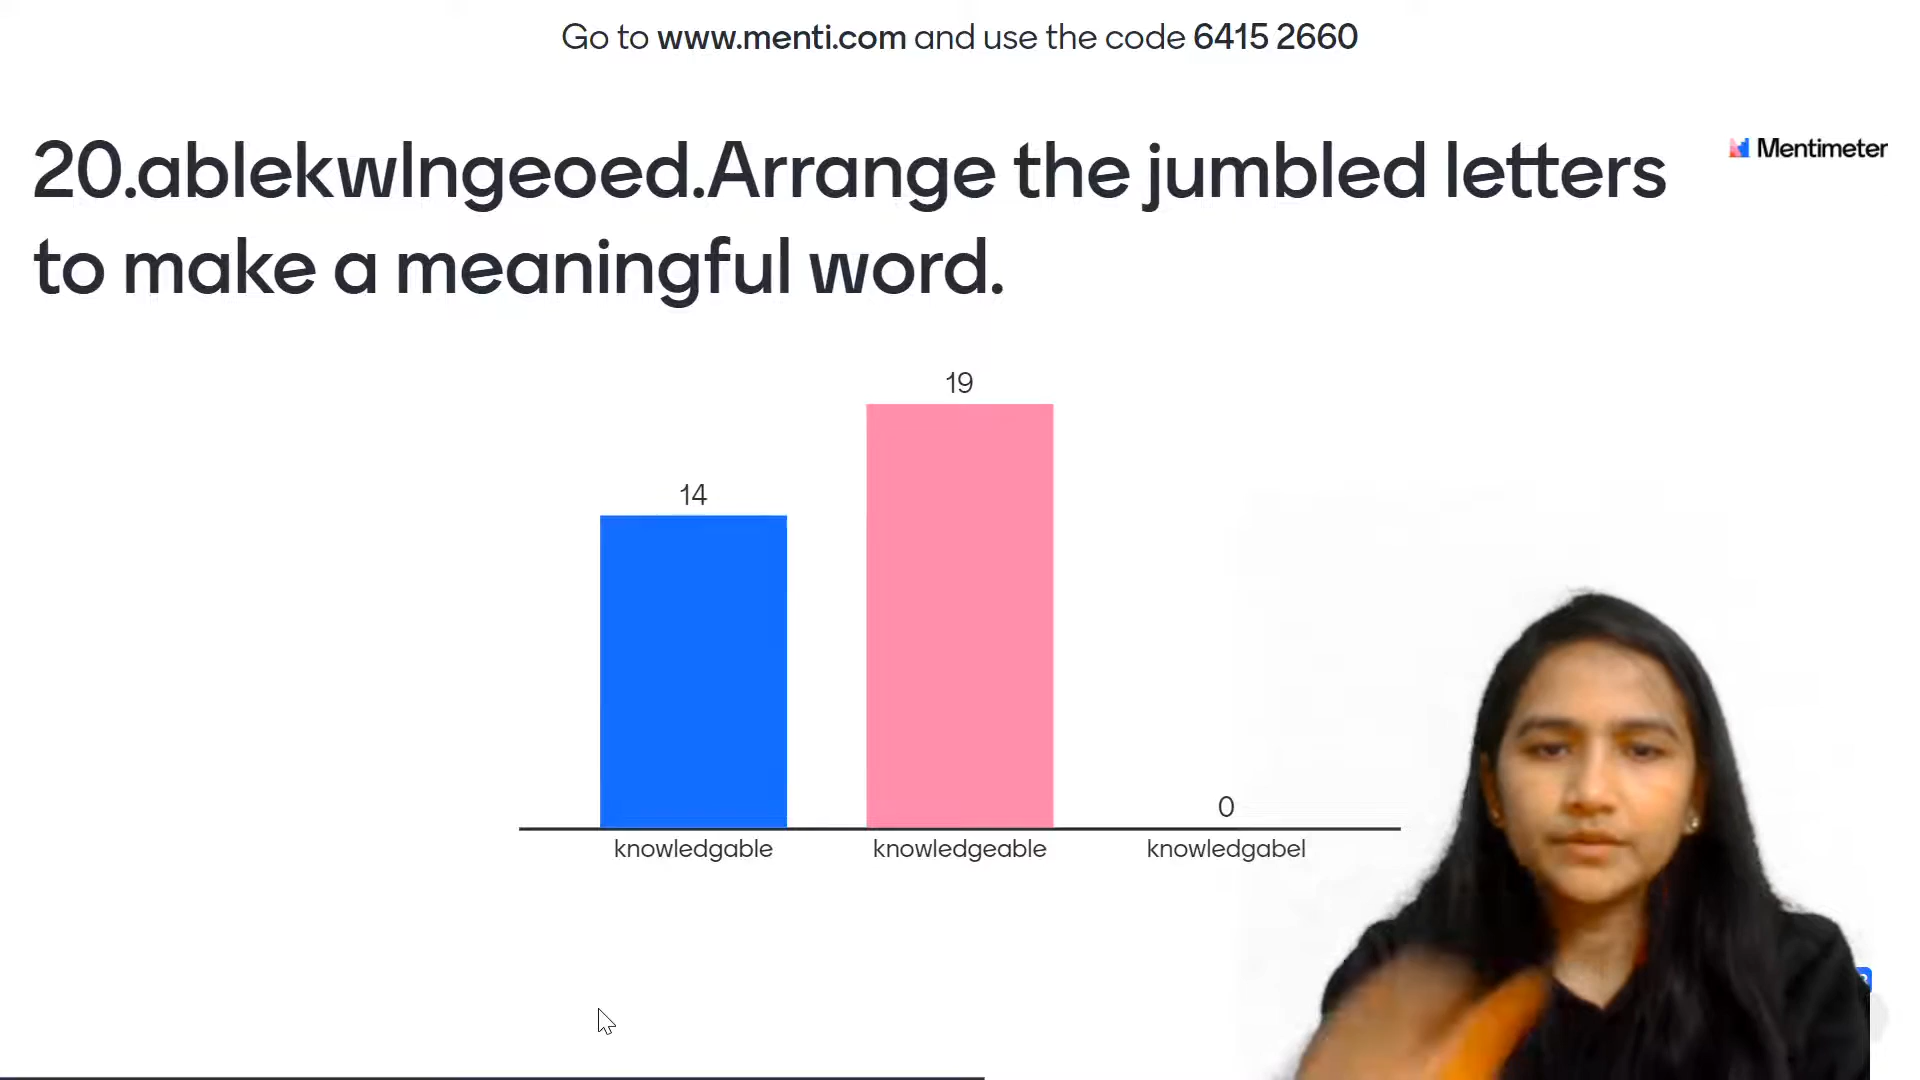 Go to www.menti.com and use the code 6415 2660
20.ablekwlngeoed.Arrange the jumbled letters
to make a meaningful word.
Mentimeter
19
14
0
knowledgable
knowledgeable
knowledgabel